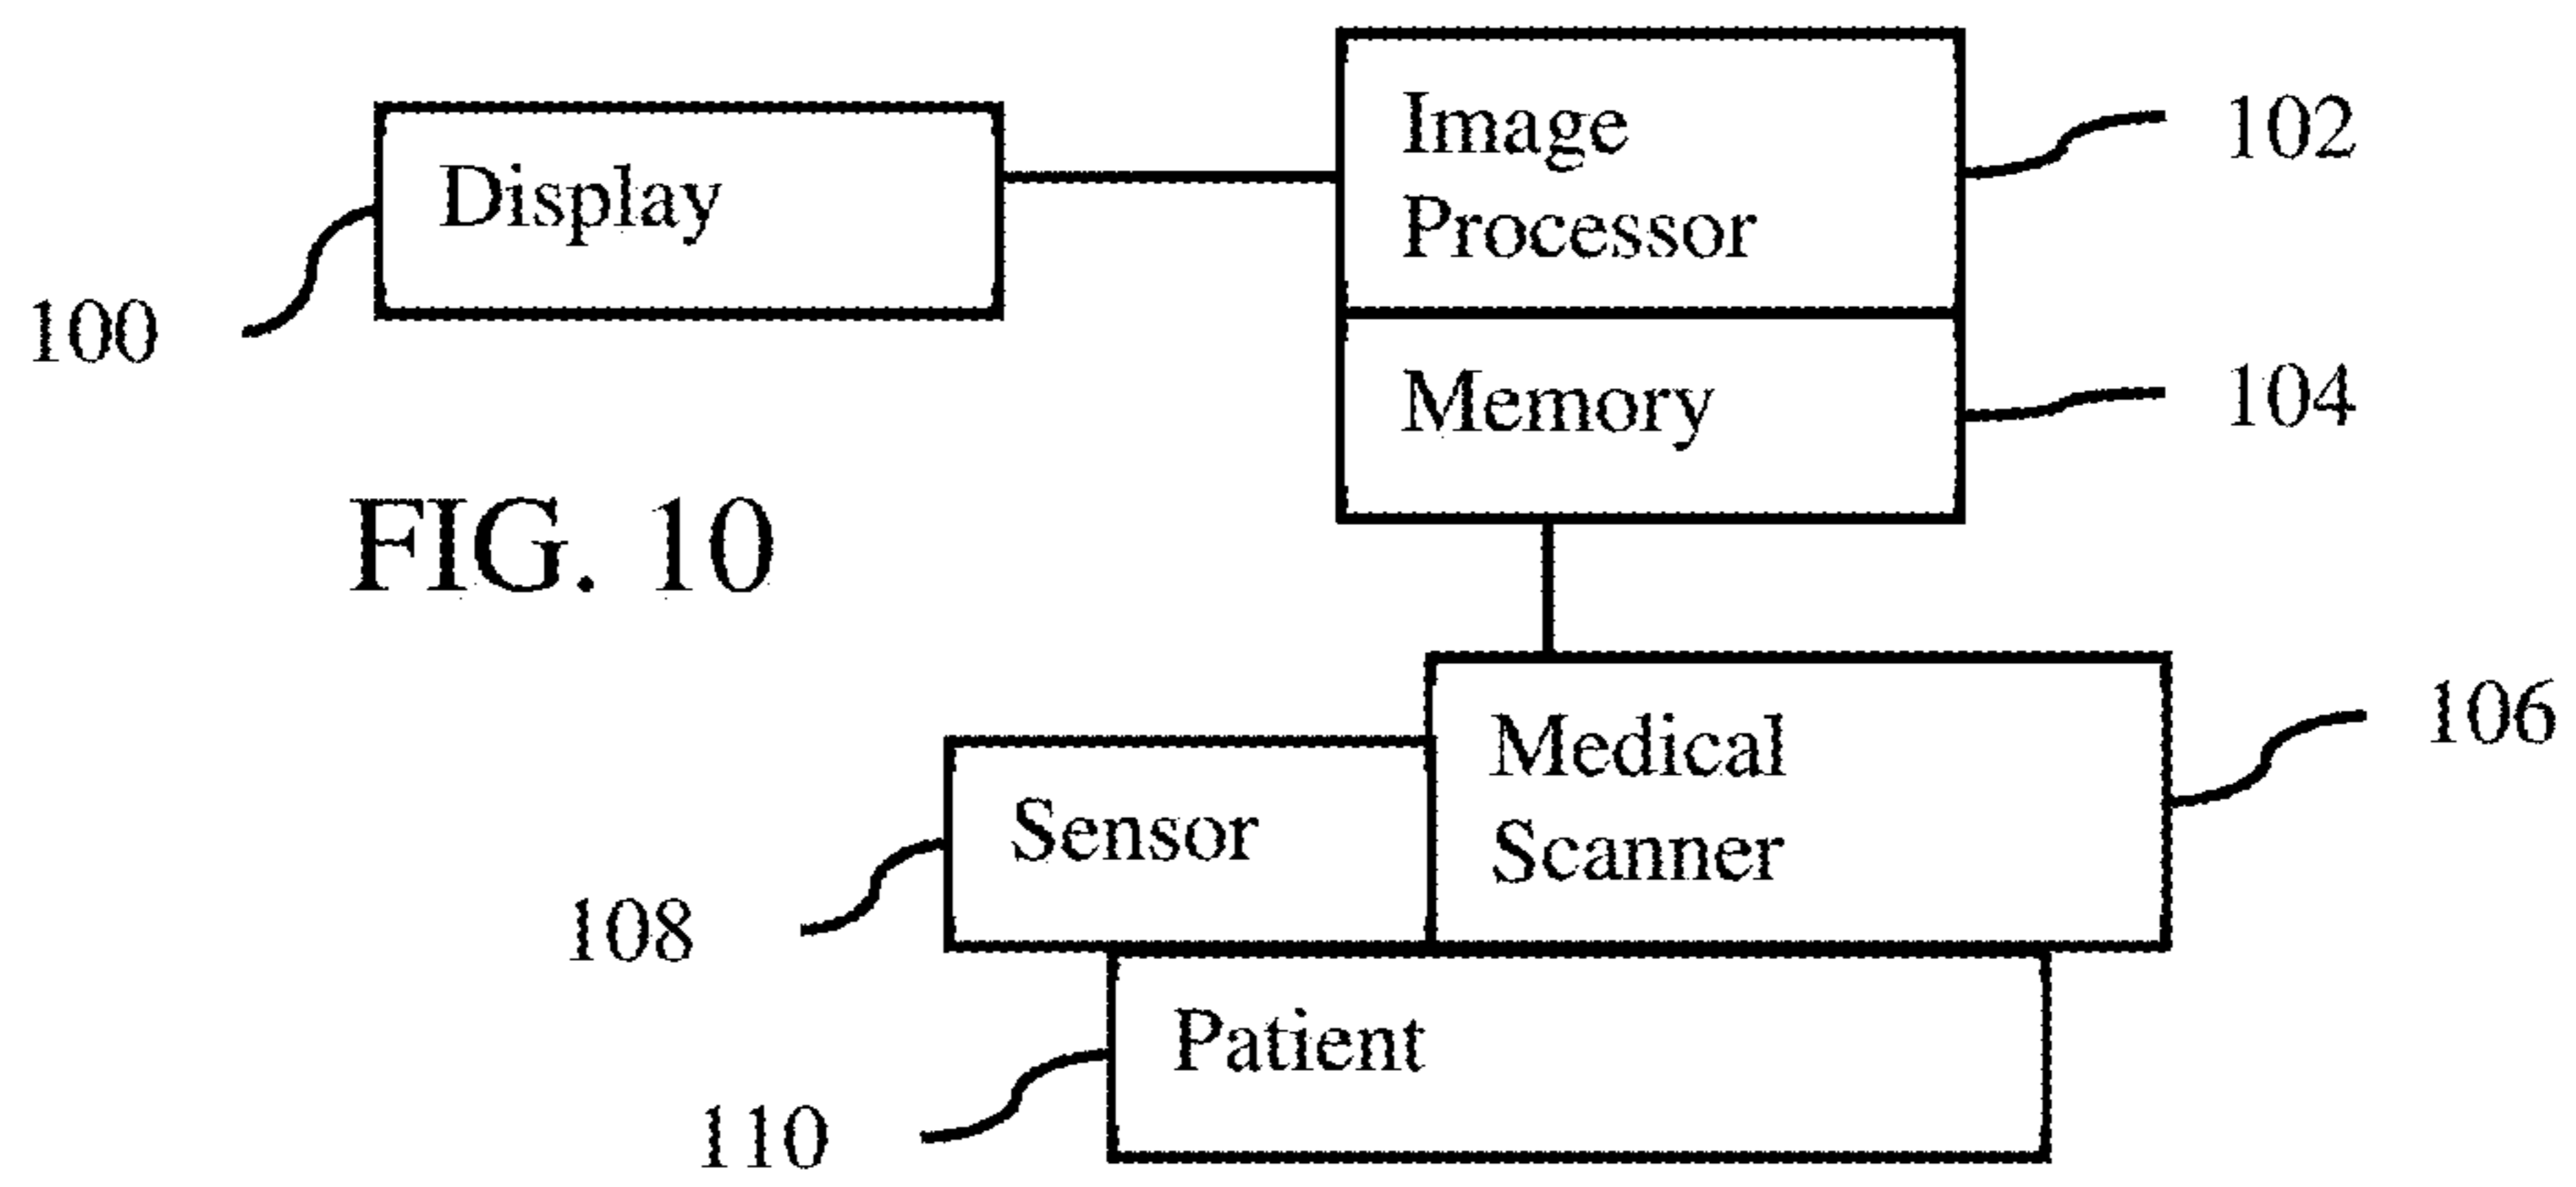 Image
Processor
102
Display
100
Memory
104
FIG. 10
Medical
Scanner
106
Sensor
108
Patient
110